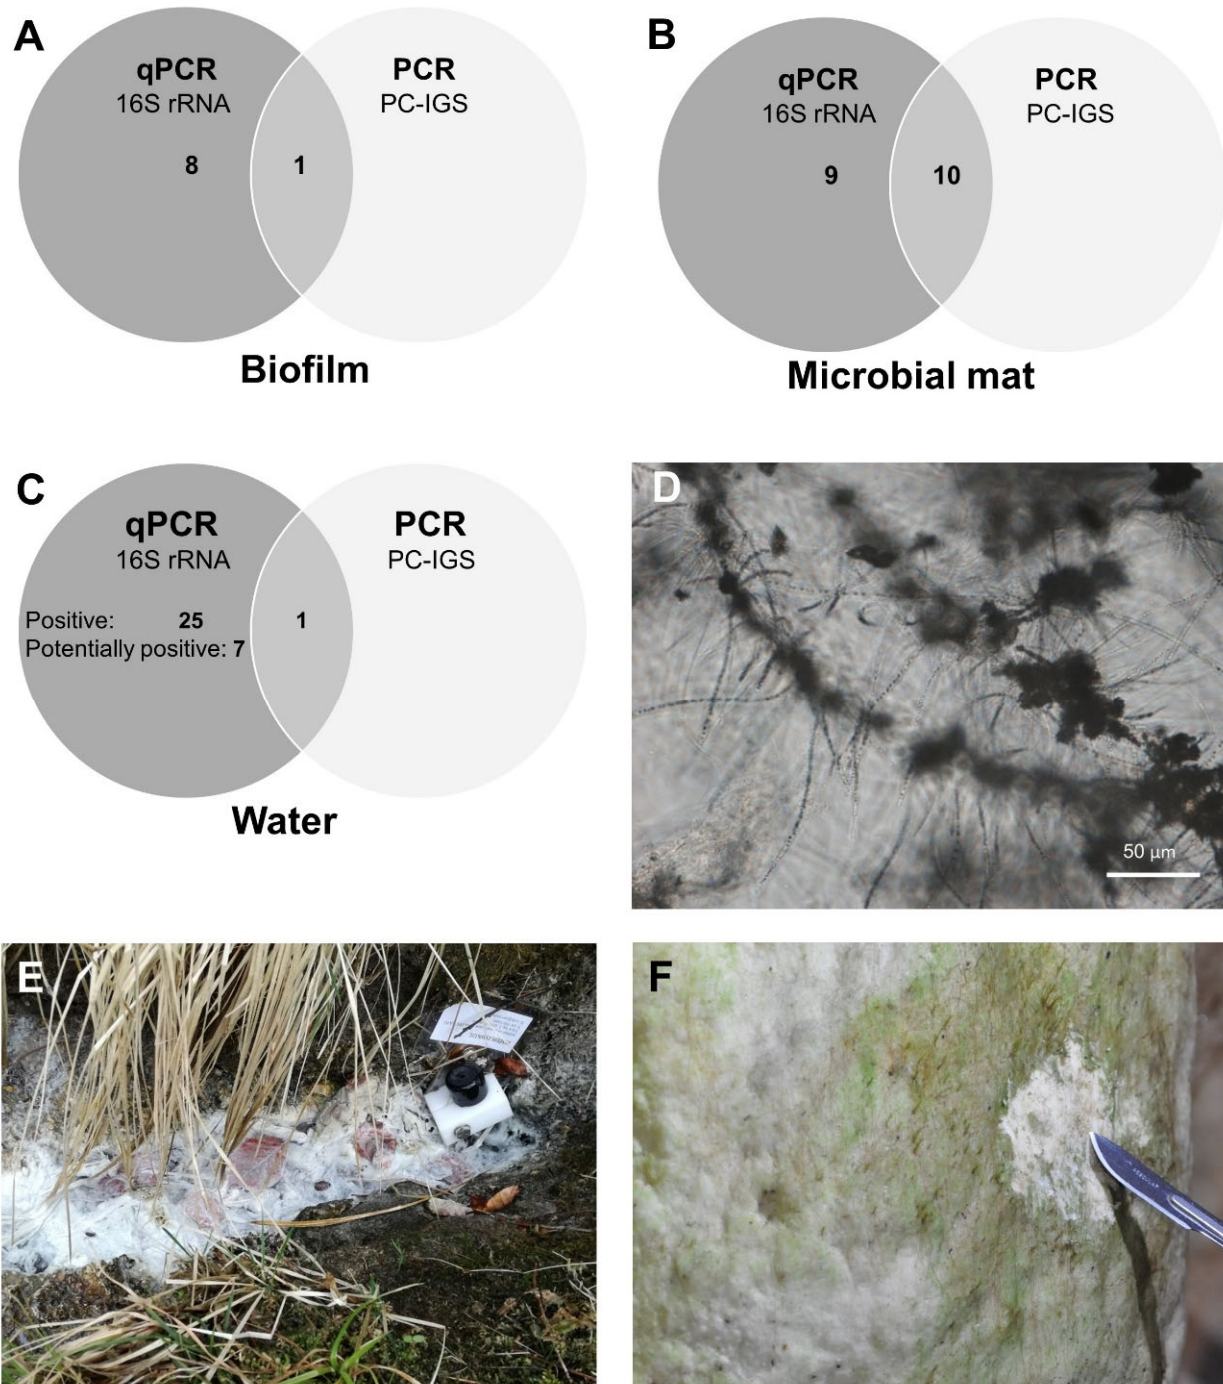 A
qPCR
16S rRNA
8
1
PCR
PC-IGS
Biofilm
B
qPCR
16S rRNA
9
10
PCR
PC-IGS
Microbial mat
C
qPCR
16S rRNA
Positive: 25
Potentially positive: 7
1
PCR
PC-IGS
Water
D
50 µm
E
F